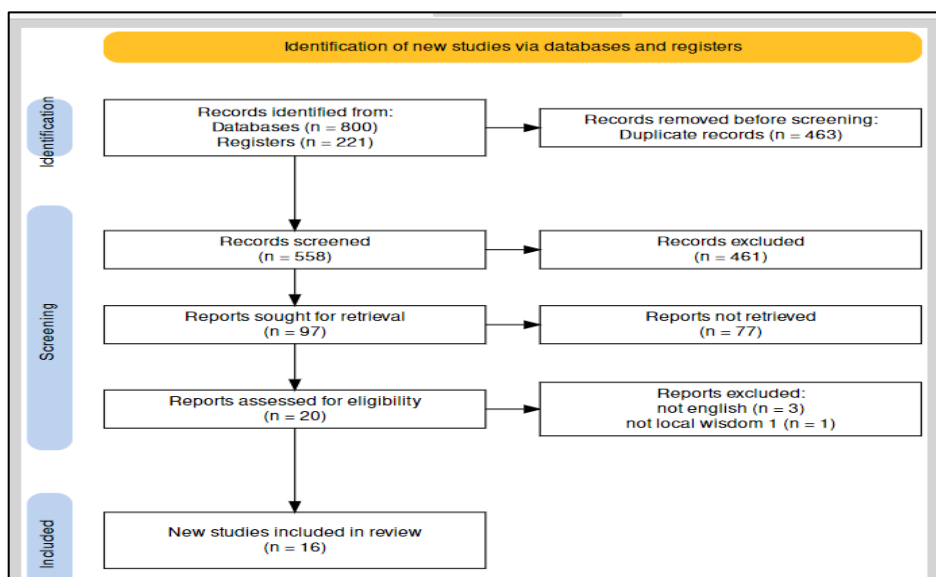 Identification of new studies via databases and registers
Identification
Records identified from:
Databases (n = 800)
Registers (n = 221)
Records removed before screening:
Duplicate records (n = 463)
Screening
Records screened
(n = 558)
Records excluded
(n = 461)
Reports sought for retrieval
(n = 97)
Reports not retrieved
(n = 77)
Reports assessed for eligibility
(n = 20)
Reports excluded:
not english (n = 3)
not local wisdom 1 (n = 1)
Included
New studies included in review
(n = 16)